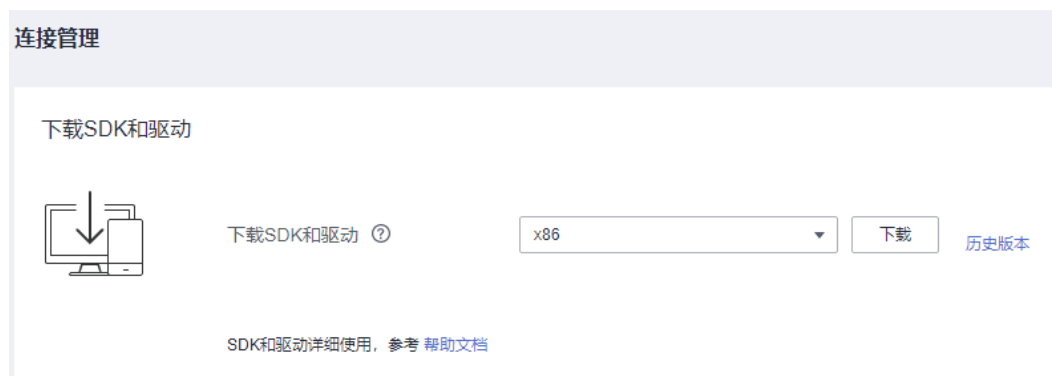 连接管理
下载SDK和驱动
下载SDK和驱动 ?
x86
下载
历史版本
SDK和驱动详细使用，参考 帮助文档